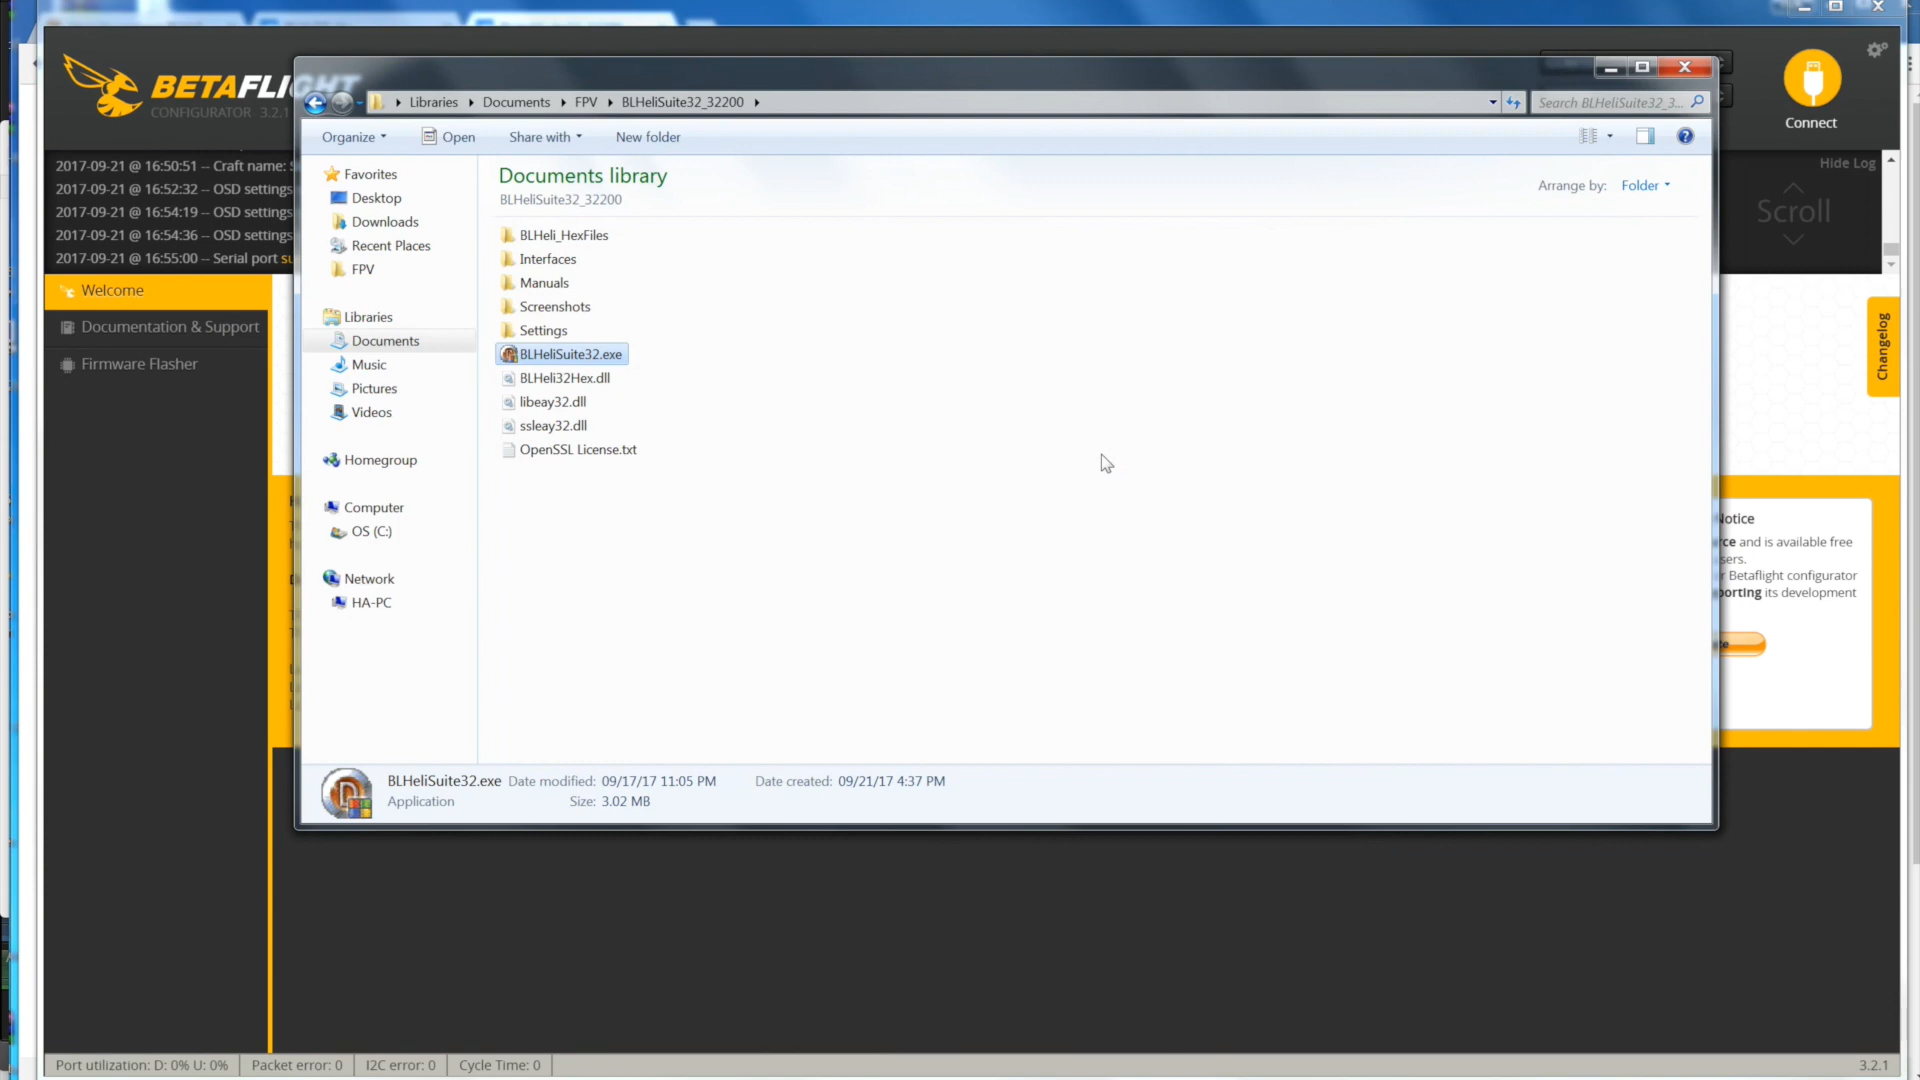 BETAFLIGHT
CONFIGURATOR 3.2.1
Connect
Libraries Documents FPV BLHeliSuite32_32200
Search BLHeliSuite32_3...
Organize Open Share with New folder
2017-09-21 @ 16:50:51 -- Craft name:
2017-09-21 @ 16:52:32 -- OSD settings
2017-09-21 @ 16:54:19 -- OSD settings
2017-09-21 @ 16:54:36 -- OSD settings
2017-09-21 @ 16:55:00 -- Serial port
Hide Log
Scroll
Welcome
Documentation & Support
Firmware Flasher
Favorites
Desktop
Downloads
Recent Places
FPV
Libraries
Documents
Music
Pictures
Videos
Homegroup
Computer
OS (C:)
Network
HA-PC
Documents library
BLHeliSuite32_32200
Arrange by: Folder
BLHeli_HexFiles
Interfaces
Manuals
Screenshots
Settings
BLHeliSuite32.exe
BLHeli32Hex.dll
libeay32.dll
ssleay32.dll
OpenSSL License.txt
Changelog
Notice
and is available free
Betaflight configurator
its development
BLHeliSuite32.exe Date modified: 09/17/17 11:05 PM Date created: 09/21/17 4:37 PM
Application Size: 3.02 MB
Port utilization: D: 0% U: 0% Packet error: 0 I2C error: 0 Cycle Time: 0 3.2.1